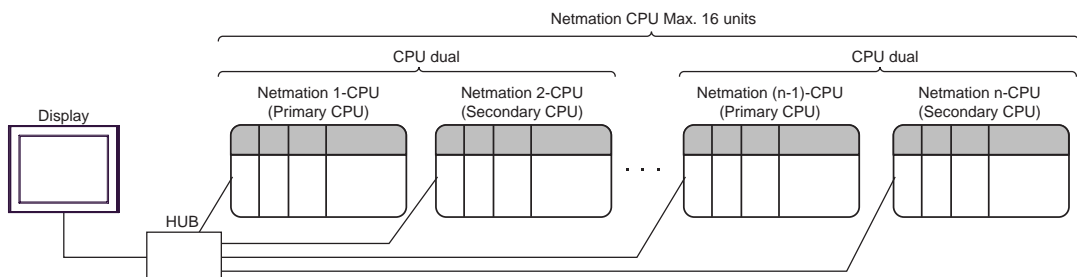 Netmation CPU Max. 16 units
CPU dual
CPU dual
Netmation 1-CPU
(Primary CPU)
Netmation 2-CPU
(Secondary CPU)
Netmation (n-1)-CPU
(Primary CPU)
Netmation n-CPU
(Secondary CPU)
Display
. . .
HUB